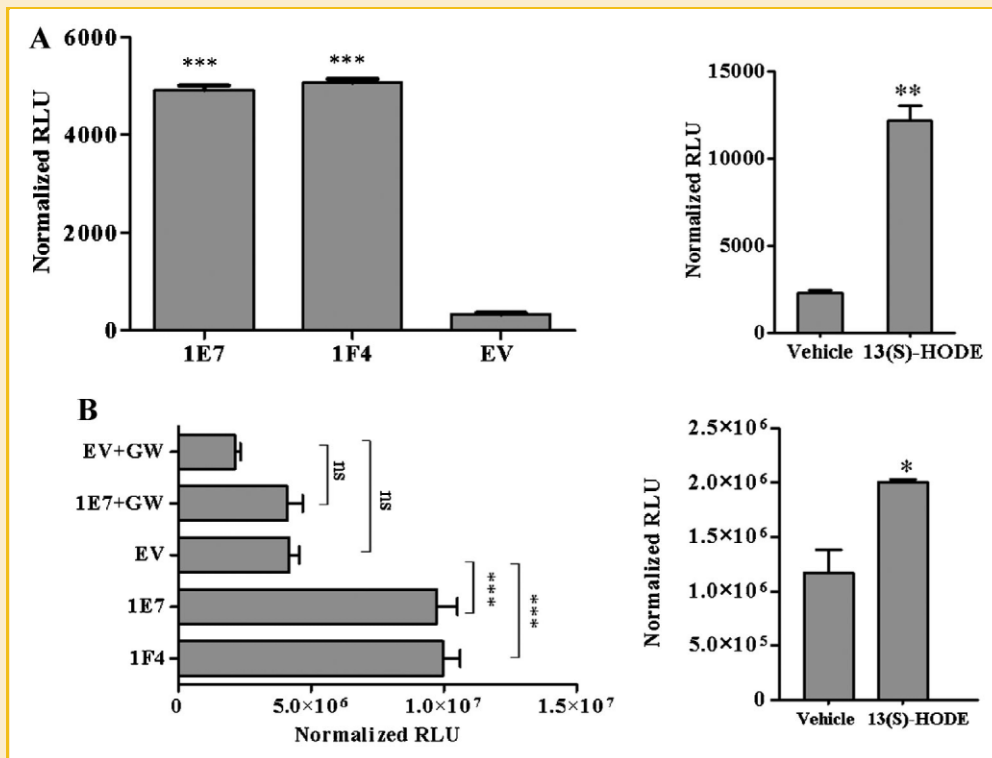 A
6000
4000
2000
0
Normalized RLU
***
***
1E7
1F4
EV
15000
10000
5000
0
Normalized RLU
**
Vehicle
13(S)-HODE
B
EV+GW
1E7+GW
EV
1E7
1F4
ns
ns
***
***
0
5.0×10⁶
1.0×10⁷
1.5×10⁷
Normalized RLU
2.5×10⁶
2.0×10⁶
1.5×10⁶
1.0×10⁶
5.0×10⁵
0
Normalized RLU
*
Vehicle
13(S)-HODE